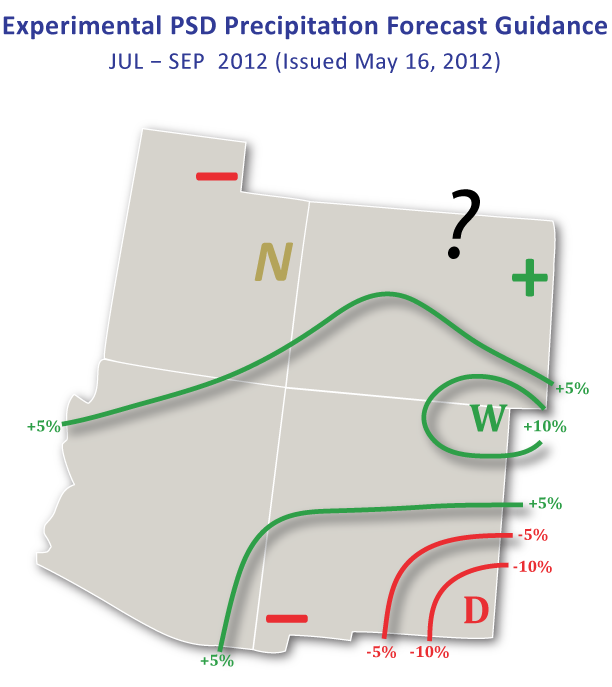 Experimental PSD Precipitation Forecast Guidance
JUL – SEP 2012 (Issued May 16, 2012)
–
?
N
+
+5%
+5%
W
+10%
+5%
-5%
-10%
D
–
-5% -10%
+5%